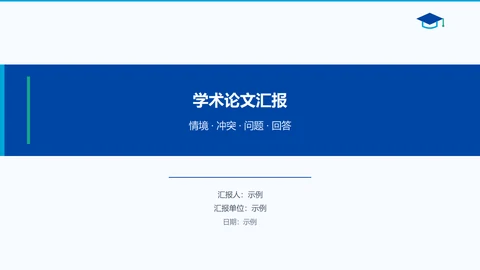 学术论文汇报
情境 · 冲突 · 问题 · 回答
汇报人：示例
汇报单位：示例
日期：示例